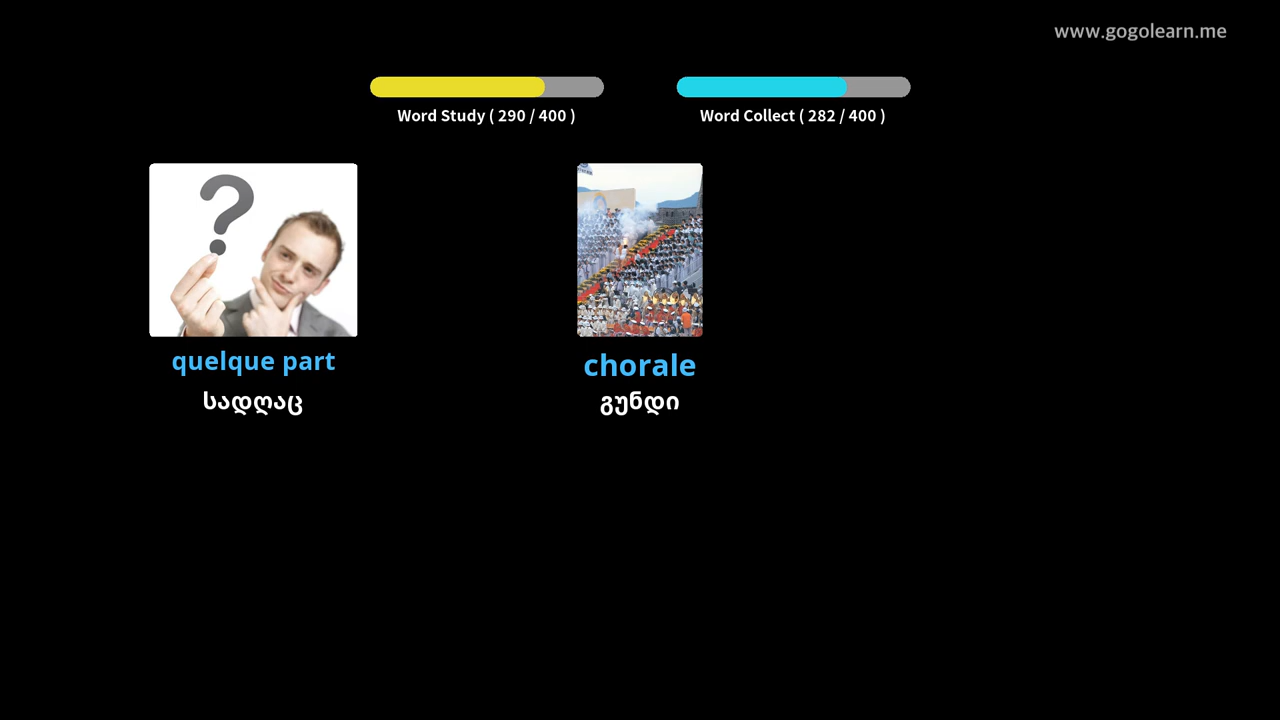 www.gogolearn.me
Word Study ( 290 / 400 )
Word Collect ( 282 / 400 )
quelque part
სადღაც
chorale
გუნდი